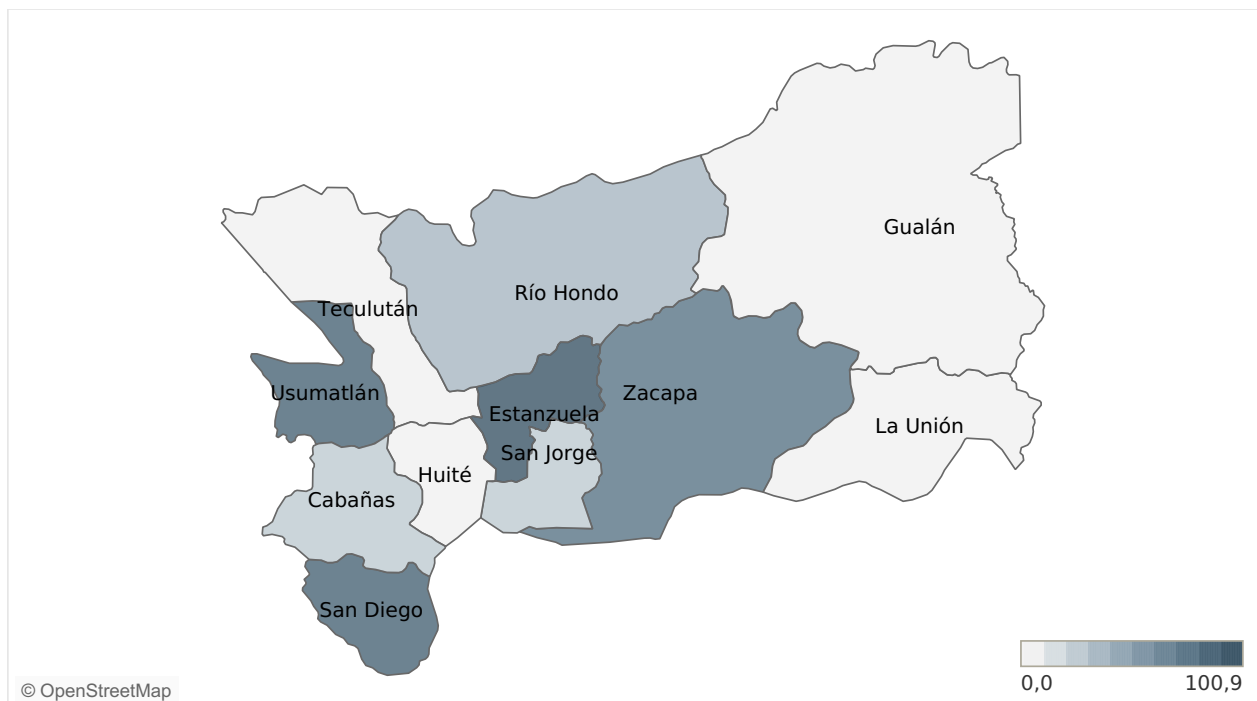 Gualán
Río Hondo
Teculután
Usumatlán
Zacapa
Estanzuela
La Unión
San Jorge
Huité
Cabañas
San Diego
0,0
100,9
© OpenStreetMap